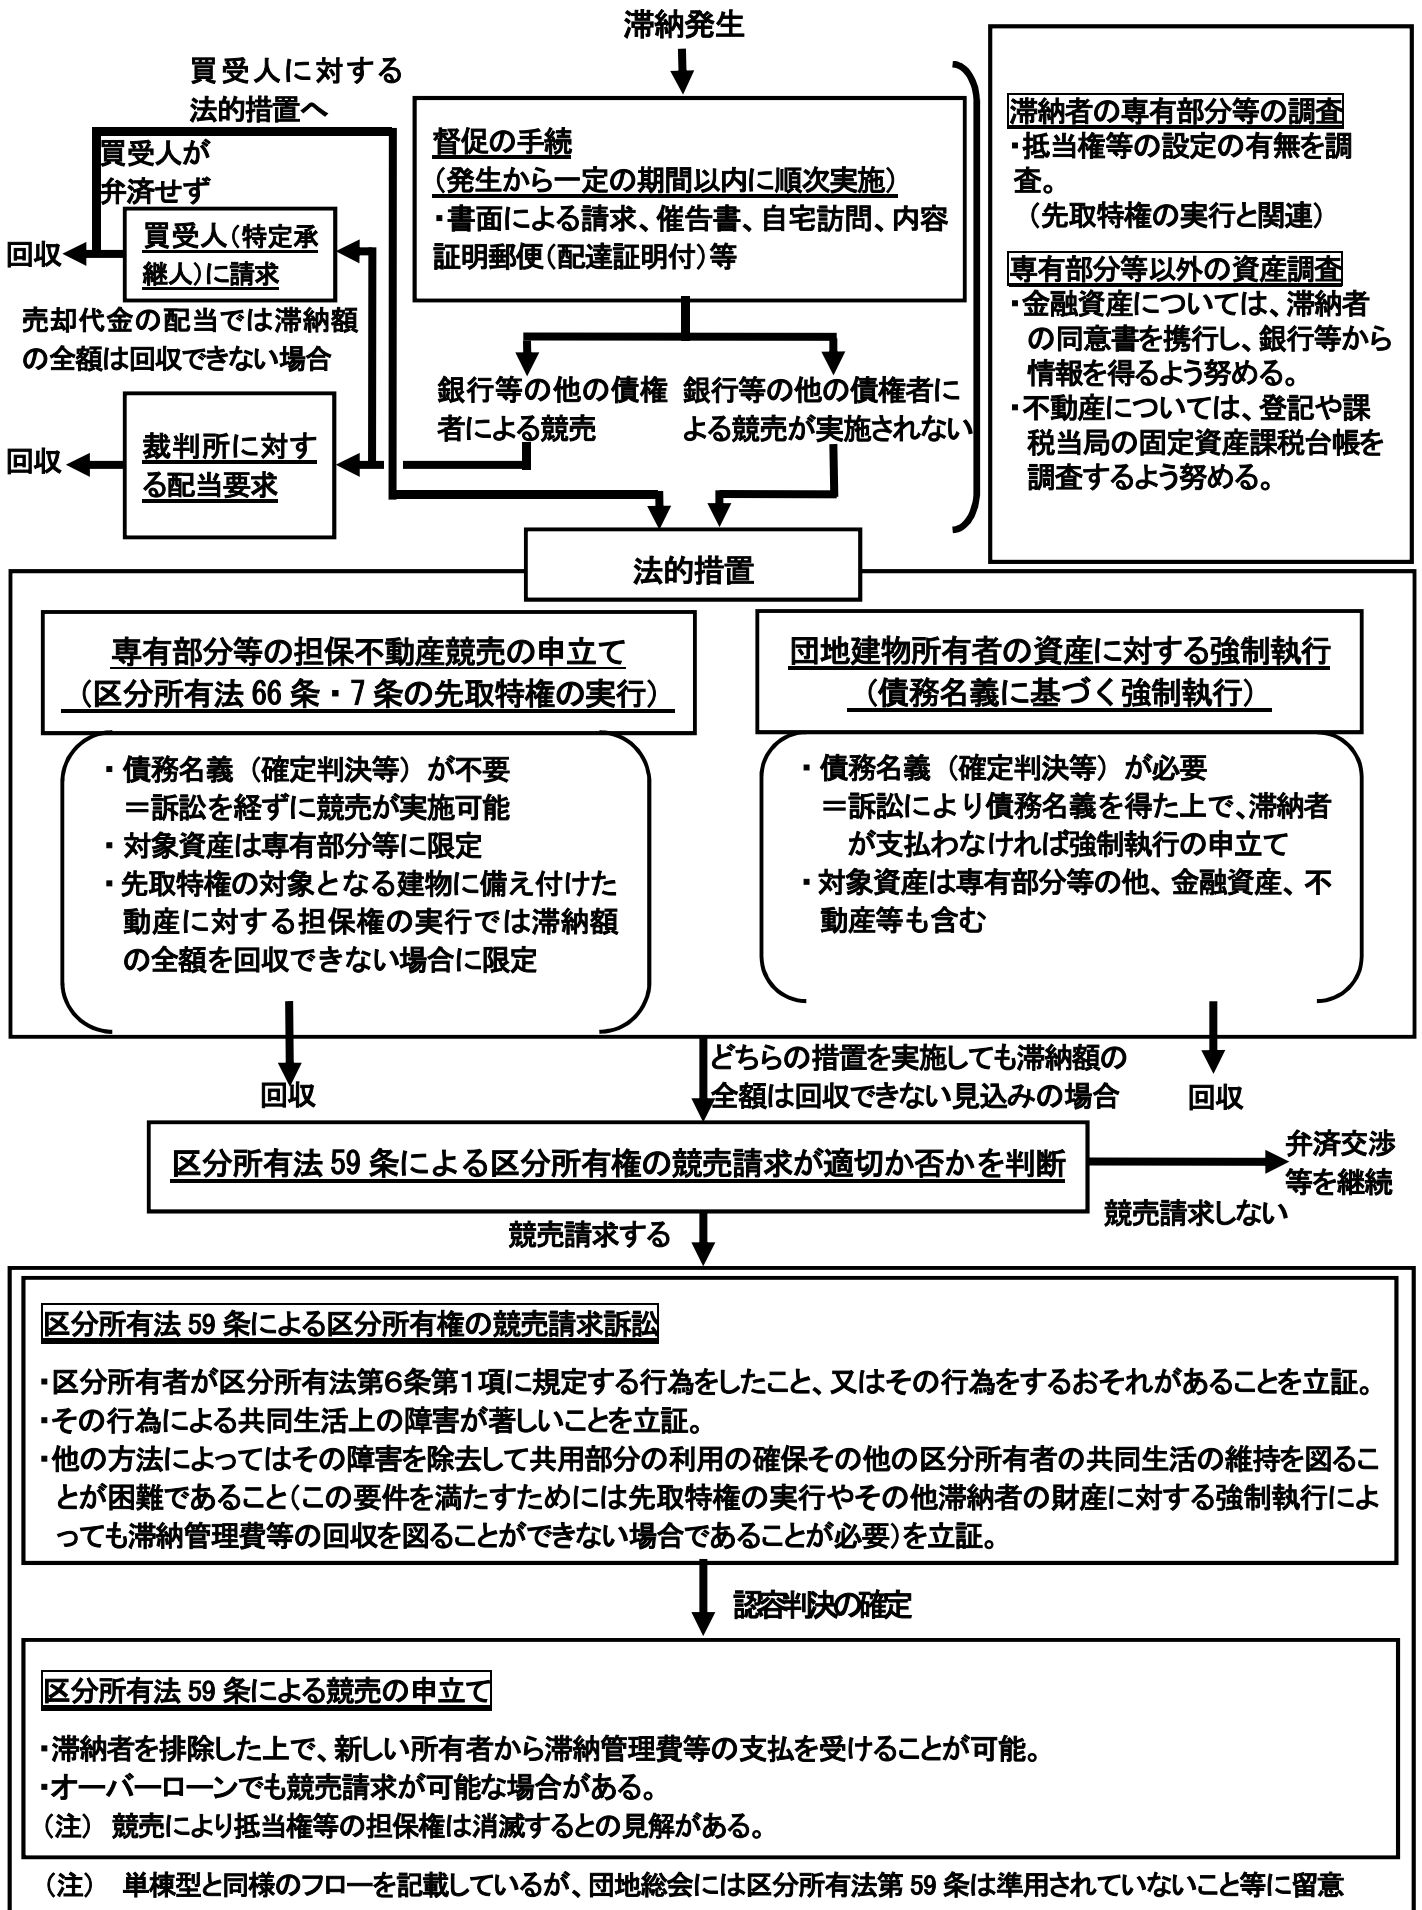 滞納発生
買受人に対する
法的措置へ
買受人が
弁済せず
買受人（特定承
継人）に請求
回収
売却代金の配当では滞納額
の全額は回収できない場合
裁判所に対す
る配当要求
回収
督促の手続
（発生から一定の期間以内に順次実施）
・書面による請求、催告書、自宅訪問、内容
証明郵便（配達証明付）等
銀行等の他の債権
者による競売
銀行等の他の債権者に
よる競売が実施されない
滞納者の専有部分等の調査
・抵当権等の設定の有無を調
査。
（先取特権の実行と関連）
専有部分等以外の資産調査
・金融資産については、滞納者
の同意書を携行し、銀行等から
情報を得るよう努める。
・不動産については、登記や課
税当局の固定資産課税台帳を
調査するよう努める。
法的措置
専有部分等の担保不動産競売の申立て
（区分所有法 66 条・7 条の先取特権の実行）
・債務名義（確定判決等）が不要
＝訴訟を経ずに競売が実施可能
・対象資産は専有部分等に限定
・先取特権の対象となる建物に備え付けた
動産に対する担保権の実行では滞納額
の全額を回収できない場合に限定
団地建物所有者の資産に対する強制執行
（債務名義に基づく強制執行）
・債務名義（確定判決等）が必要
＝訴訟により債務名義を得た上で、滞納者
が支払わなければ強制執行の申立て
・対象資産は専有部分等の他、金融資産、不
動産等も含む
回収
どちらの措置を実施しても滞納額の
全額は回収できない見込みの場合
回収
区分所有法 59 条による区分所有権の競売請求が適切か否かを判断
弁済交渉
等を継続
競売請求しない
競売請求する
区分所有法 59 条による区分所有権の競売請求訴訟
・区分所有者が区分所有法第６条第１項に規定する行為をしたこと、又はその行為をするおそれがあることを立証。
・その行為による共同生活上の障害が著しいことを立証。
・他の方法によってはその障害を除去して共用部分の利用の確保その他の区分所有者の共同生活の維持を図るこ
とが困難であること（この要件を満たすためには先取特権の実行やその他滞納者の財産に対する強制執行によ
っても滞納管理費等の回収を図ることができない場合であることが必要）を立証。
認容判決の確定
区分所有法 59 条による競売の申立て
・滞納者を排除した上で、新しい所有者から滞納管理費等の支払を受けることが可能。
・オーバーローンでも競売請求が可能な場合がある。
（注） 競売により抵当権等の担保権は消滅するとの見解がある。
（注） 単棟型と同様のフローを記載しているが、団地総会には区分所有法第 59 条は準用されていないこと等に留意